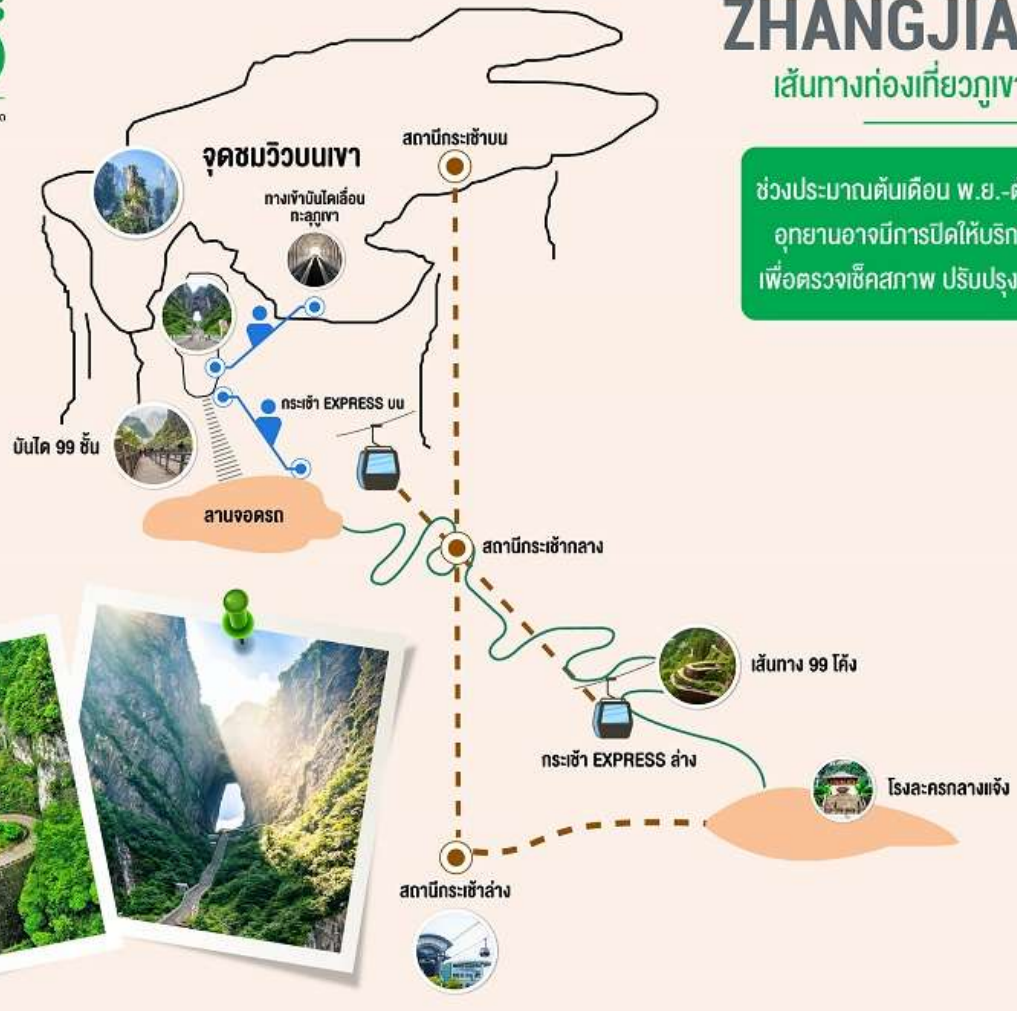 ZHANGJIA
เส้นทางท่องเที่ยวภูเขา
ช่วงประมาณต้นเดือน พ.ย.-ต
อุทยานอาจมีการปิดให้บริก
เพื่อตรวจเช็คสภาพ ปรับปรุง
สถานีกระเช้าบน
จุดชมวิวบนเขา
ทางเข้าบันไดเลื่อน
ทะลุภูเขา
กระเช้า EXPRESS บน
บันได 99 ชั้น
ลานจอดรถ
สถานีกระเช้ากลาง
เส้นทาง 99 โค้ง
กระเช้า EXPRESS ล่าง
โรงละครกลางแจ้ง
สถานีกระเช้าล่าง